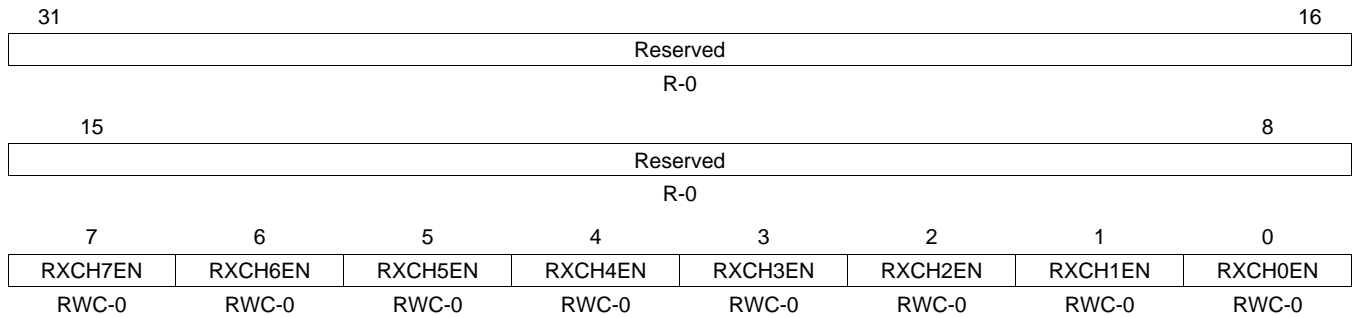 31 16
Reserved
R-0
15 8
Reserved
R-0
7 6 5 4 3 2 1 0
RXCH7EN RXCH6EN RXCH5EN RXCH4EN RXCH3EN RXCH2EN RXCH1EN RXCH0EN
RWC-0 RWC-0 RWC-0 RWC-0 RWC-0 RWC-0 RWC-0 RWC-0